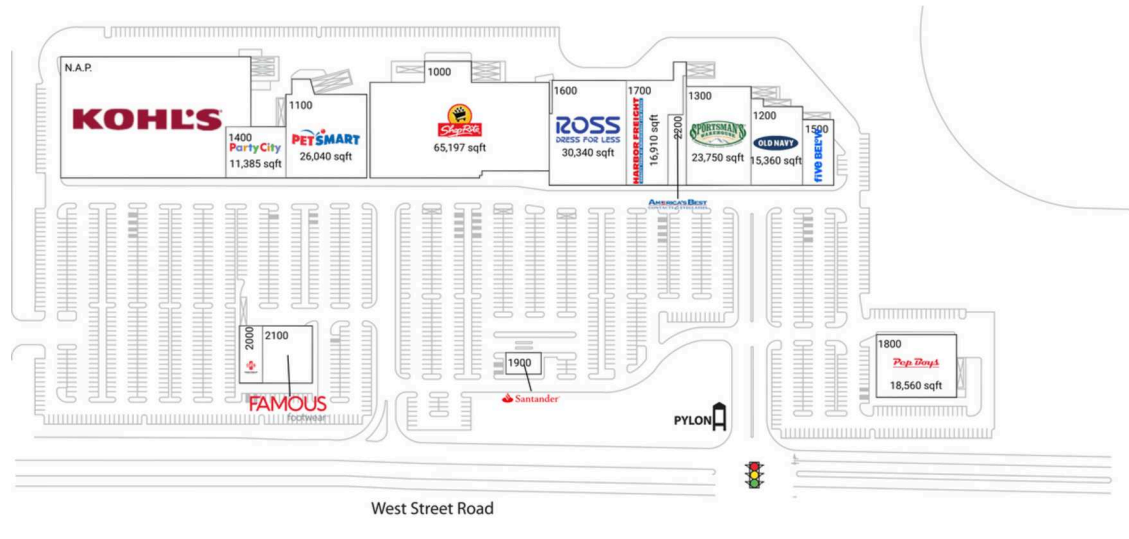 N.A.P.
KOHL'S
1400
PartyCity
11,385 sqft
1100
PETSMART
26,040 sqft
1000
ShopRite
65,197 sqft
1600
ROSS
DRESS FOR LESS
30,340 sqft
1700
HARBOR FREIGHT
16,910 sqft
2200
AMERICA'S BEST
1300
SPORTSMAN'S
WAREHOUSE
23,750 sqft
1200
OLD NAVY
15,360 sqft
1500
five BELOW
2000
2100
FAMOUS
footwear
1900
Santander
1800
Pep Boys
18,560 sqft
PYLON
West Street Road